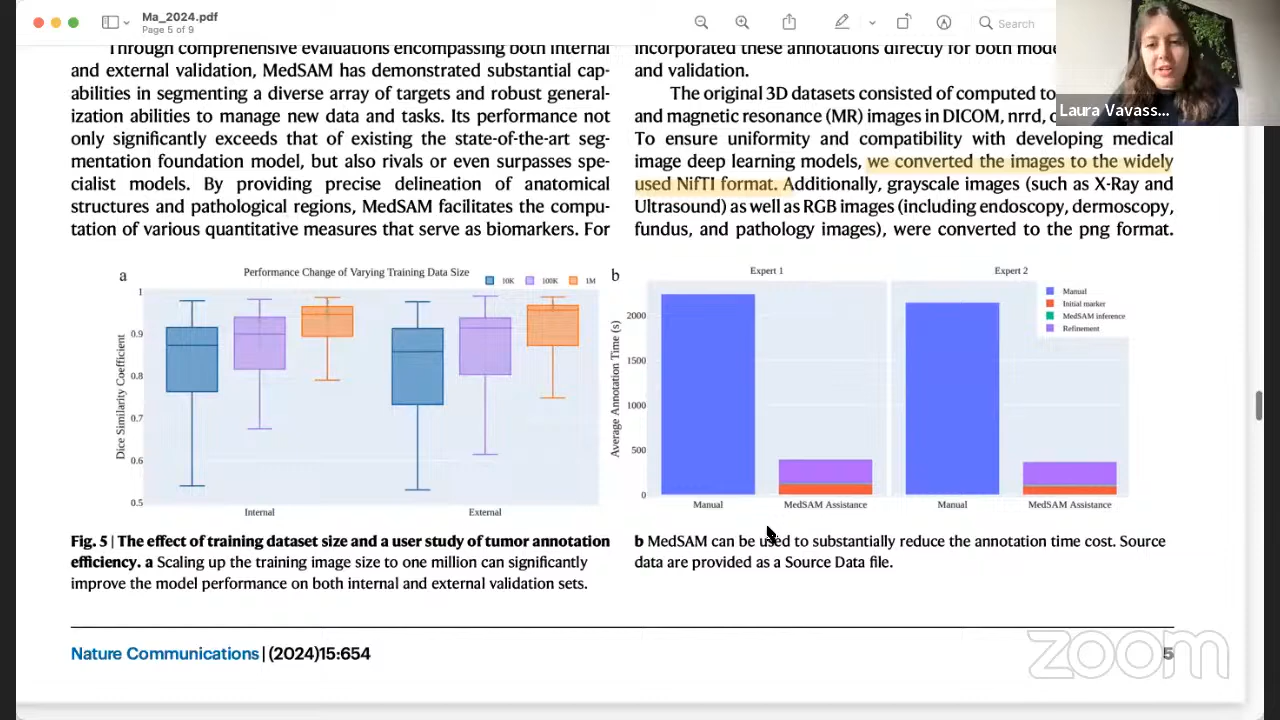 Ma_2024.pdf
Page 5 of 9
Search
Laura Vavass...
Through comprehensive evaluations encompassing both internal
and external validation, MedSAM has demonstrated substantial cap-
abilities in segmenting a diverse array of targets and robust general-
ization abilities to manage new data and tasks. Its performance not
only significantly exceeds that of existing the state-of-the-art seg-
mentation foundation model, but also rivals or even surpasses spe-
cialist models. By providing precise delineation of anatomical
structures and pathological regions, MedSAM facilitates the compu-
tation of various quantitative measures that serve as biomarkers. For
incorporated these annotations directly for both
and validation.
The original 3D datasets consisted of computed
and magnetic resonance (MR) images in DICOM, nrrd,
To ensure uniformity and compatibility with developing medical
image deep learning models, we converted the images to the widely
used NifTI format. Additionally, grayscale images (such as X-Ray and
Ultrasound) as well as RGB images (including endoscopy, dermoscopy,
fundus, and pathology images), were converted to the png format.
a
Performance Change of Varying Training Data Size
10K
100K
1M
Dice Similarity Coefficient
1
0.9
0.8
0.7
0.6
0.5
Internal
External
b
Expert 1
Expert 2
Manual
Initial marker
MedSAM inference
Refinement
Average Annotation Time (s)
2000
1500
1000
500
0
Manual
MedSAM Assistance
Manual
MedSAM Assistance
Fig. 5 | The effect of training dataset size and a user study of tumor annotation
efficiency. a Scaling up the training image size to one million can significantly
improve the model performance on both internal and external validation sets.
b MedSAM can be used to substantially reduce the annotation time cost. Source
data are provided as a Source Data file.
Nature Communications | (2024)15:654
5
zoom